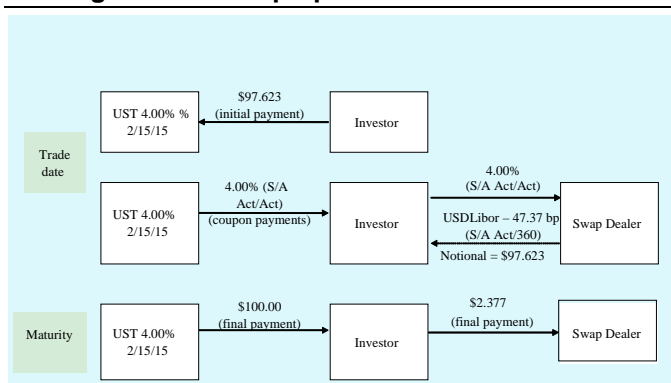 $97.623
(initial payment)
UST 4.00% %
2/15/15
Investor
Trade
date
4.00% (S/A
Act/Act)
(coupon payments)
UST 4.00%
2/15/15
Investor
4.00%
(S/A Act/Act)
USDLibor – 47.37 bp
(S/A Act/360)
Notional = $97.623
Swap Dealer
Maturity
$100.00
(final payment)
UST 4.00%
2/15/15
Investor
$2.377
(final payment)
Swap Dealer